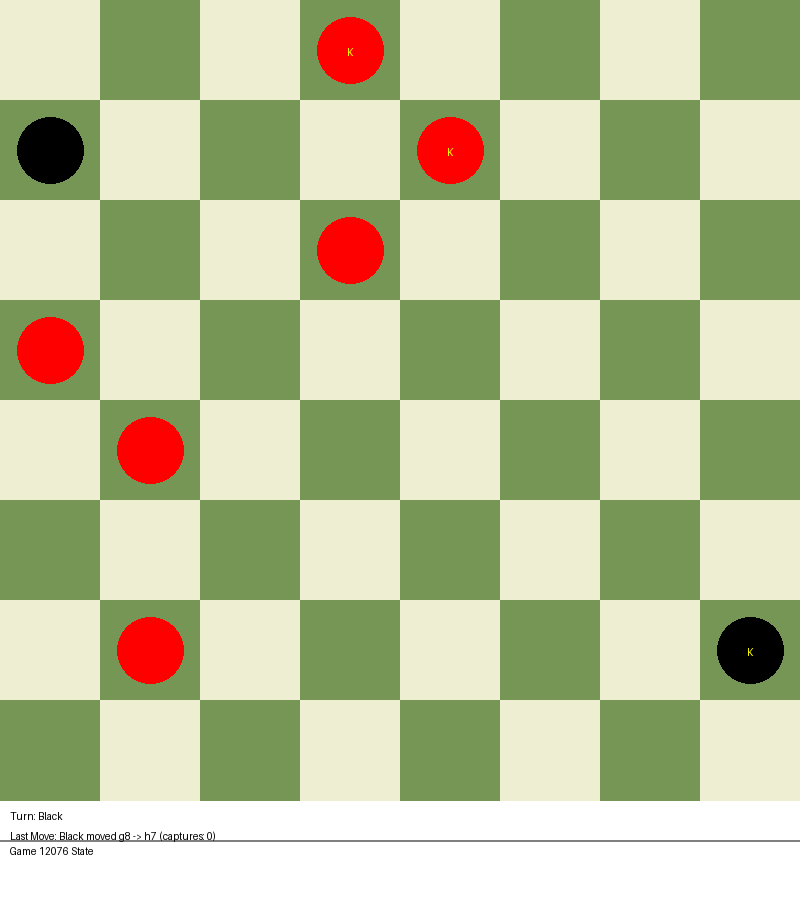 K
K
K
Turn: Black
Last Move: Black moved g8 -> h7 (captures: 0)
Game 12076 State